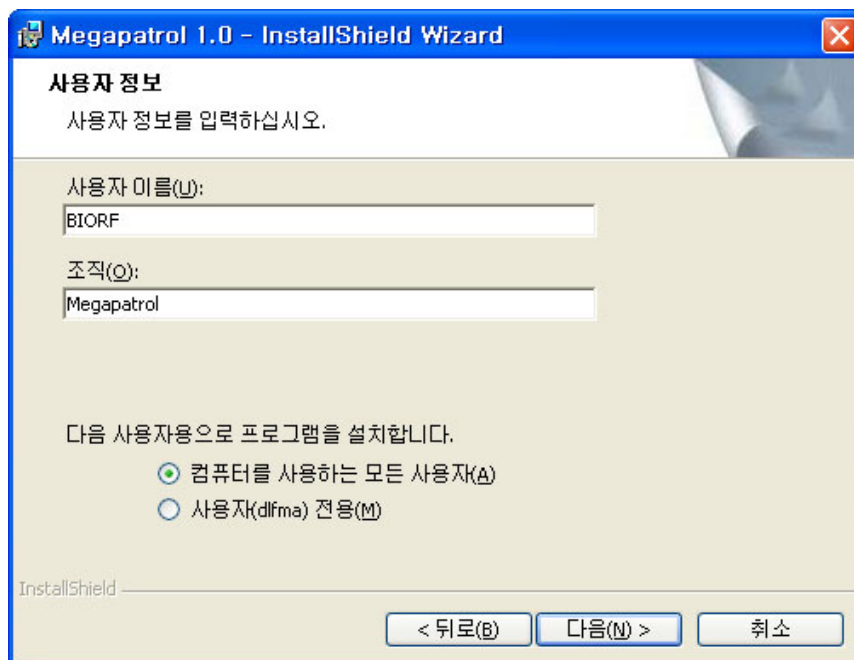 Megapatrol 1.0 - InstallShield Wizard
사용자 정보
사용자 정보를 입력하십시오.
사용자 이름(U):
BIORF
조직(O):
Megapatrol
다음 사용자용으로 프로그램을 설치합니다.
컴퓨터를 사용하는 모든 사용자(A)
사용자(dlfma) 전용(M)
InstallShield
< 뒤로(B) 다음(N) > 취소